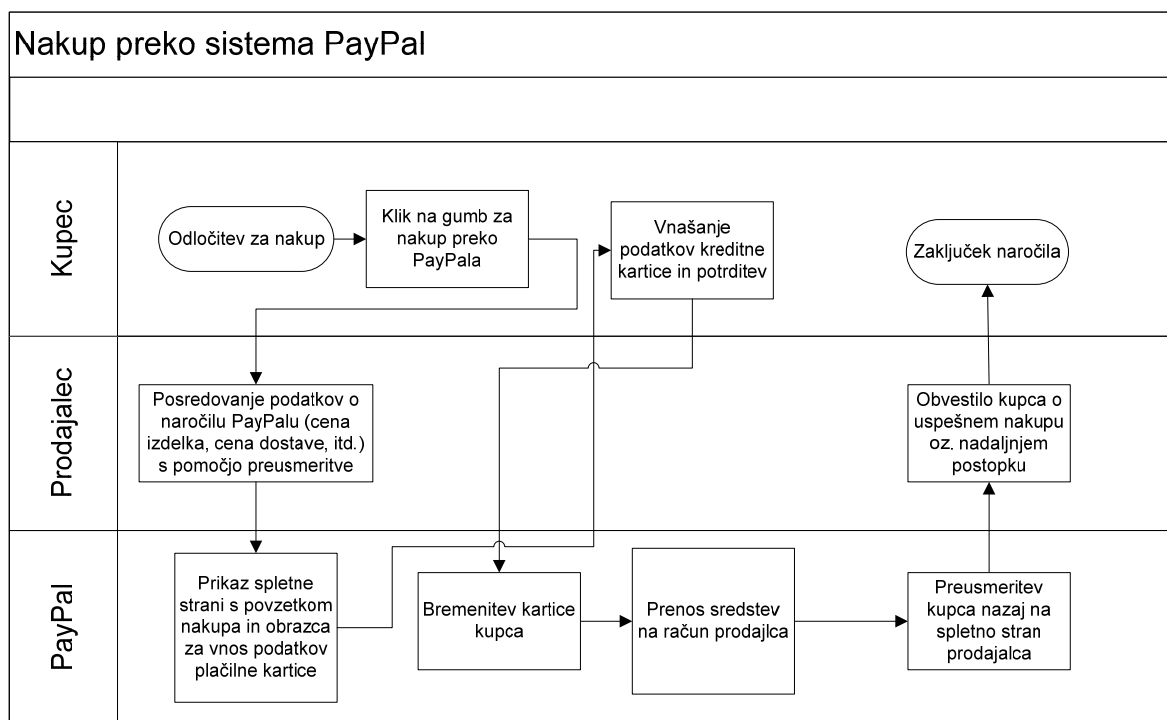 Nakup preko sistema PayPal
Kupec
Odločitev za nakup
Klik na gumb za
nakup preko
PayPala
Vnašanje
podatkov kreditne
kartice in potrditev
Zaključek naročila
Prodajalec
Posredovanje podatkov o
naročilu PayPalu (cena
izdelka, cena dostave, itd.)
s pomočjo preusmeritve
Obvestilo kupca o
uspešnem nakupu
oz. nadaljnjem
postopku
PayPal
Prikaz spletne
strani s povzetkom
nakupa in obrazca
za vnos podatkov
plačilne kartice
Bremenitev kartice
kupca
Prenos sredstev
na račun prodajlca
Preusmeritev
kupca nazaj na
spletno stran
prodajalca